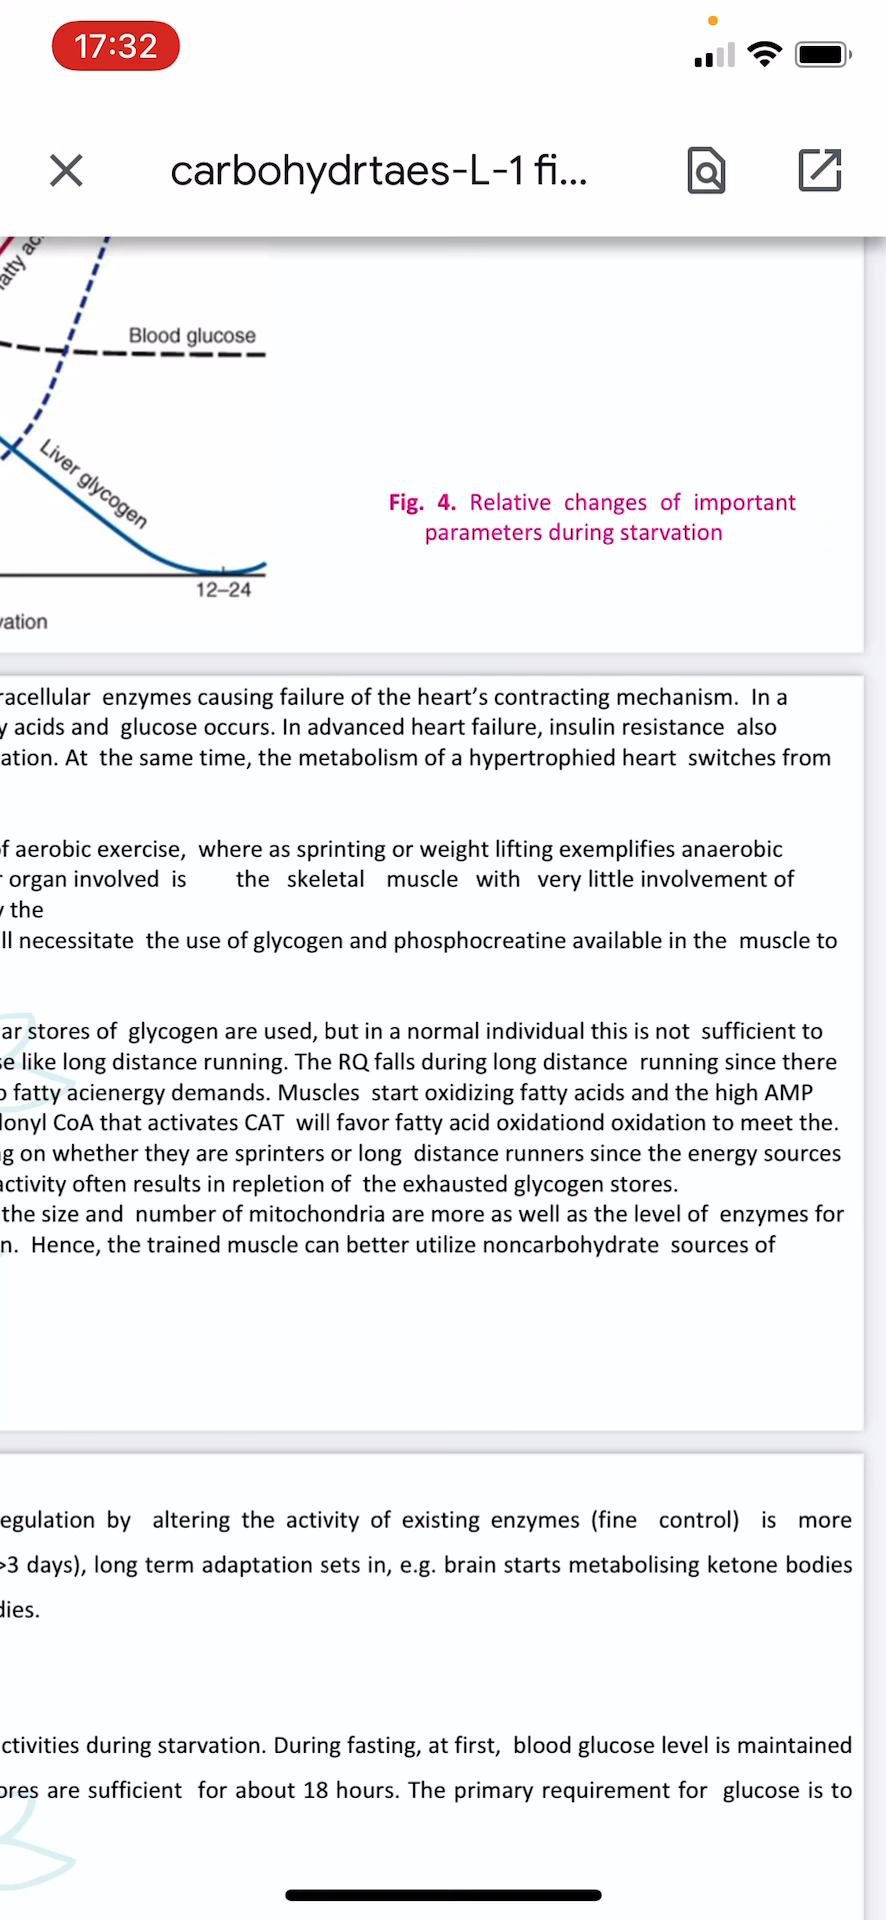 17:32
carbohydrtaes-L-1 fi...
atty ac
Blood glucose
Liver glycogen
Fig. 4. Relative changes of important
parameters during starvation
12–24
vation
racellular enzymes causing failure of the heart's contracting mechanism. In a
y acids and glucose occurs. In advanced heart failure, insulin resistance also
ation. At the same time, the metabolism of a hypertrophied heart switches from
f aerobic exercise, where as sprinting or weight lifting exemplifies anaerobic
r organ involved is the skeletal muscle with very little involvement of
y the
ll necessitate the use of glycogen and phosphocreatine available in the muscle to
ar stores of glycogen are used, but in a normal individual this is not sufficient to
se like long distance running. The RQ falls during long distance running since there
o fatty acienergy demands. Muscles start oxidizing fatty acids and the high AMP
lonyl CoA that activates CAT will favor fatty acid oxidationd oxidation to meet the.
g on whether they are sprinters or long distance runners since the energy sources
activity often results in repletion of the exhausted glycogen stores.
the size and number of mitochondria are more as well as the level of enzymes for
n. Hence, the trained muscle can better utilize noncarbohydrate sources of
egulation by altering the activity of existing enzymes (fine control) is more
>3 days), long term adaptation sets in, e.g. brain starts metabolising ketone bodies
dies.
ctivities during starvation. During fasting, at first, blood glucose level is maintained
ores are sufficient for about 18 hours. The primary requirement for glucose is to